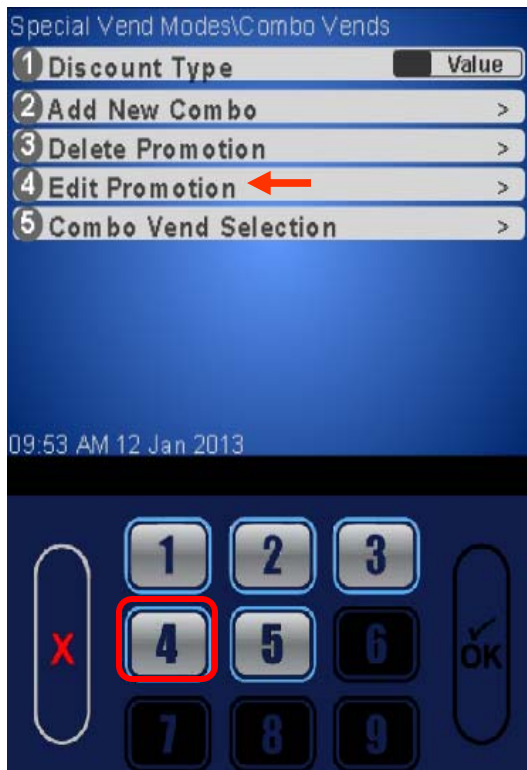 Special Vend Modes\Combo Vends
1 Discount Type Value
2 Add New Combo >
3 Delete Promotion >
4 Edit Promotion >
5 Combo Vend Selection >
09:53 AM 12 Jan 2013
1 2 3
X 4 5 6 OK
7 8 9